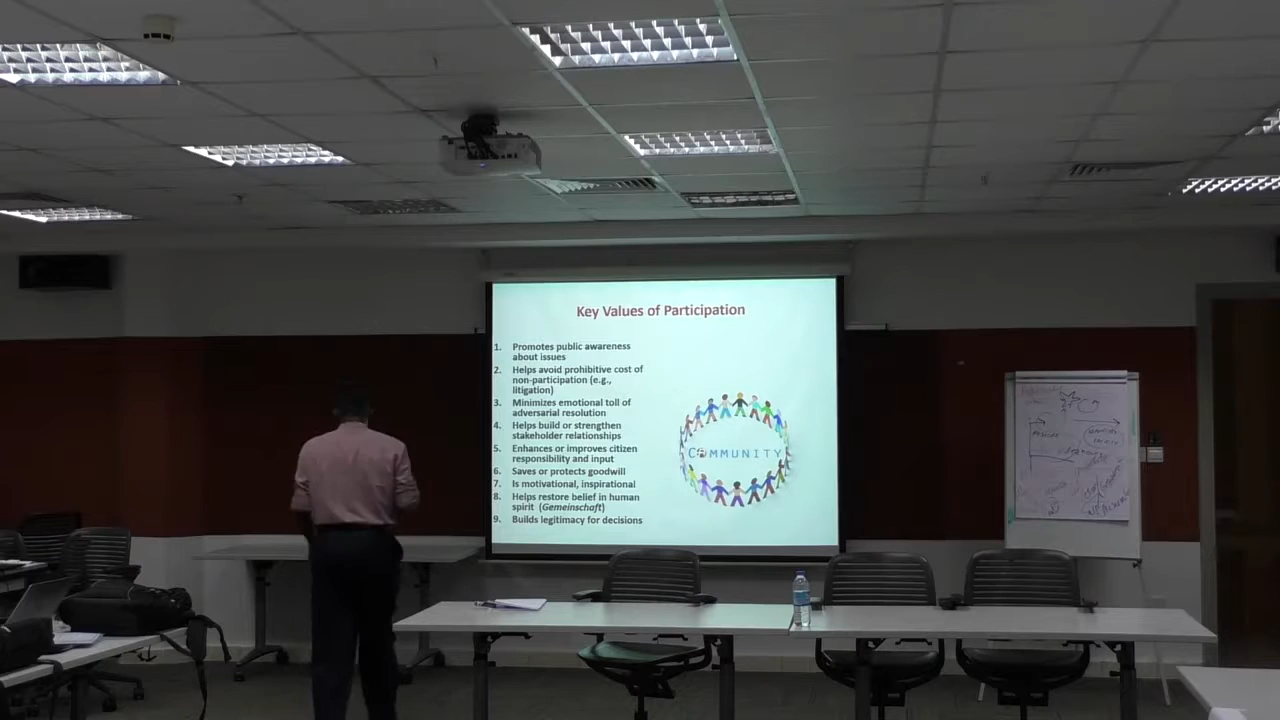 Key Values of Participation
1. Promotes public awareness
about issues
2. Helps avoid prohibitive cost of
non-participation (e.g.,
litigation)
3. Minimizes emotional toll of
adversarial resolution
4. Helps build or strengthen
stakeholder relationships
5. Enhances or improves citizen
responsibility and input
6. Saves or protects goodwill
7. Is motivational, inspirational
8. Helps restore belief in human
spirit (Gemeinschaft)
9. Builds legitimacy for decisions
COMMUNITY